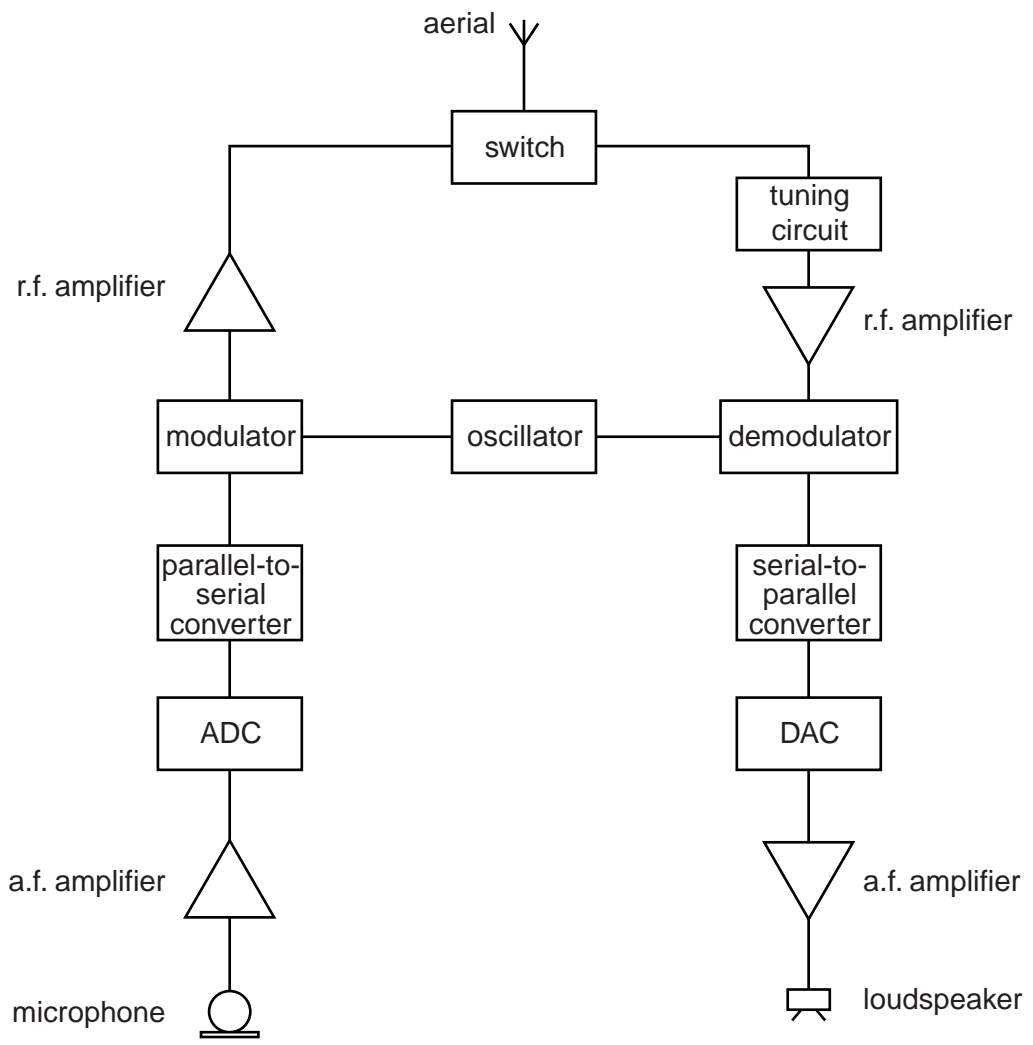 aerial
switch
tuning
circuit
r.f. amplifier
r.f. amplifier
modulator
oscillator
demodulator
parallel-to-
serial
converter
serial-to-
parallel
converter
ADC
DAC
a.f. amplifier
a.f. amplifier
microphone
loudspeaker